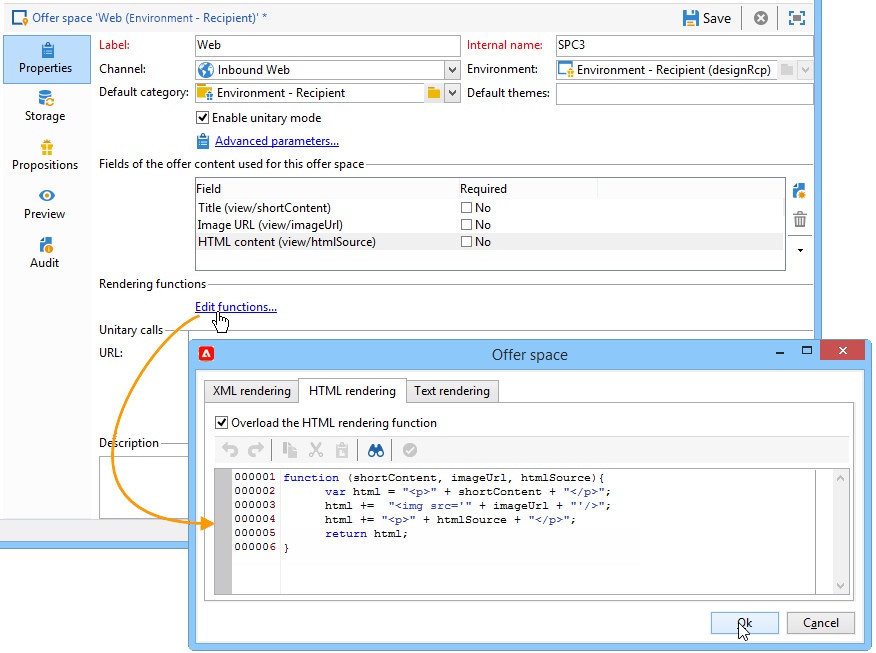 Offer space 'Web (Environment - Recipient)' *
Save
Properties
Storage
Propositions
Preview
Audit
Label: Web Internal name: SPC3
Channel: Inbound Web Environment: Environment - Recipient (designRcp)
Default category: Environment - Recipient Default themes:
Enable unitary mode
Advanced parameters...
Fields of the offer content used for this offer space
Field Required
Title (view/shortContent) No
Image URL (view/imageUrl) No
HTML content (view/htmlSource) No
Rendering functions
Edit functions...
Unitary calls
URL:
Description
Offer space
XML rendering HTML rendering Text rendering
Overload the HTML rendering function
000001 function (shortContent, imageUrl, htmlSource){
000002 var html = "<p>" + shortContent + "</p>";
000003 html += "<img src='" + imageUrl + "'/>";
000004 html += "<p>" + htmlSource + "</p>";
000005 return html;
000006 }
Ok Cancel